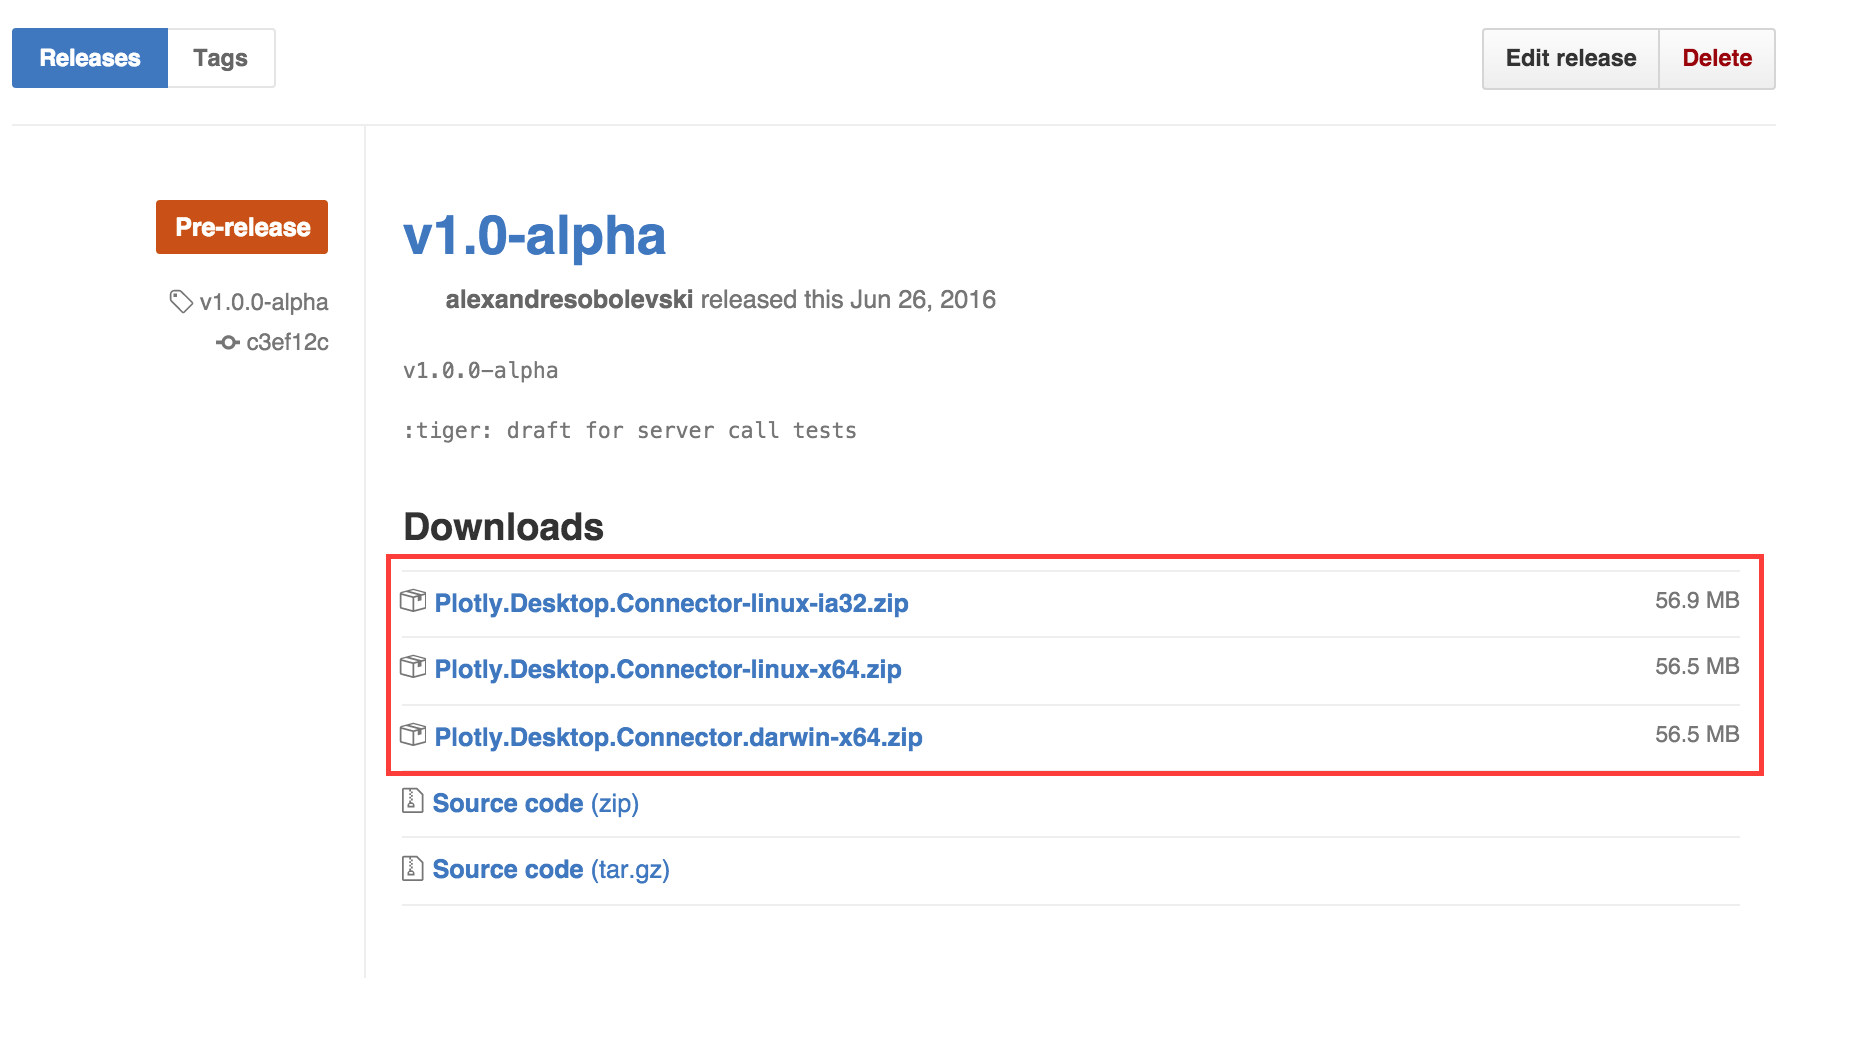 Releases Tags Edit release Delete
Pre-release
v1.0.0-alpha
c3ef12c
v1.0-alpha
alexandresobolevski released this Jun 26, 2016
v1.0.0-alpha
:tiger: draft for server call tests
Downloads
Plotly.Desktop.Connector-linux-ia32.zip 56.9 MB
Plotly.Desktop.Connector-linux-x64.zip 56.5 MB
Plotly.Desktop.Connector.darwin-x64.zip 56.5 MB
Source code (zip)
Source code (tar.gz)